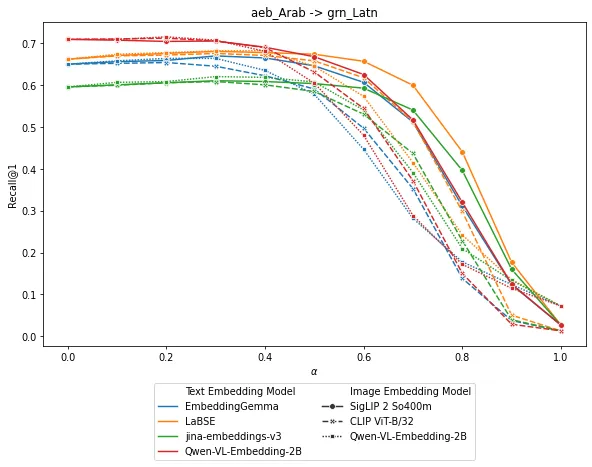 aeb_Arab -> grn_Latn
Recall@1
0.7
0.6
0.5
0.4
0.3
0.2
0.1
0.0
0.0 0.2 0.4 0.6 0.8 1.0
α
Text Embedding Model
EmbeddingGemma
LaBSE
jina-embeddings-v3
Qwen-VL-Embedding-2B
Image Embedding Model
SigLIP 2 So400m
CLIP ViT-B/32
Qwen-VL-Embedding-2B